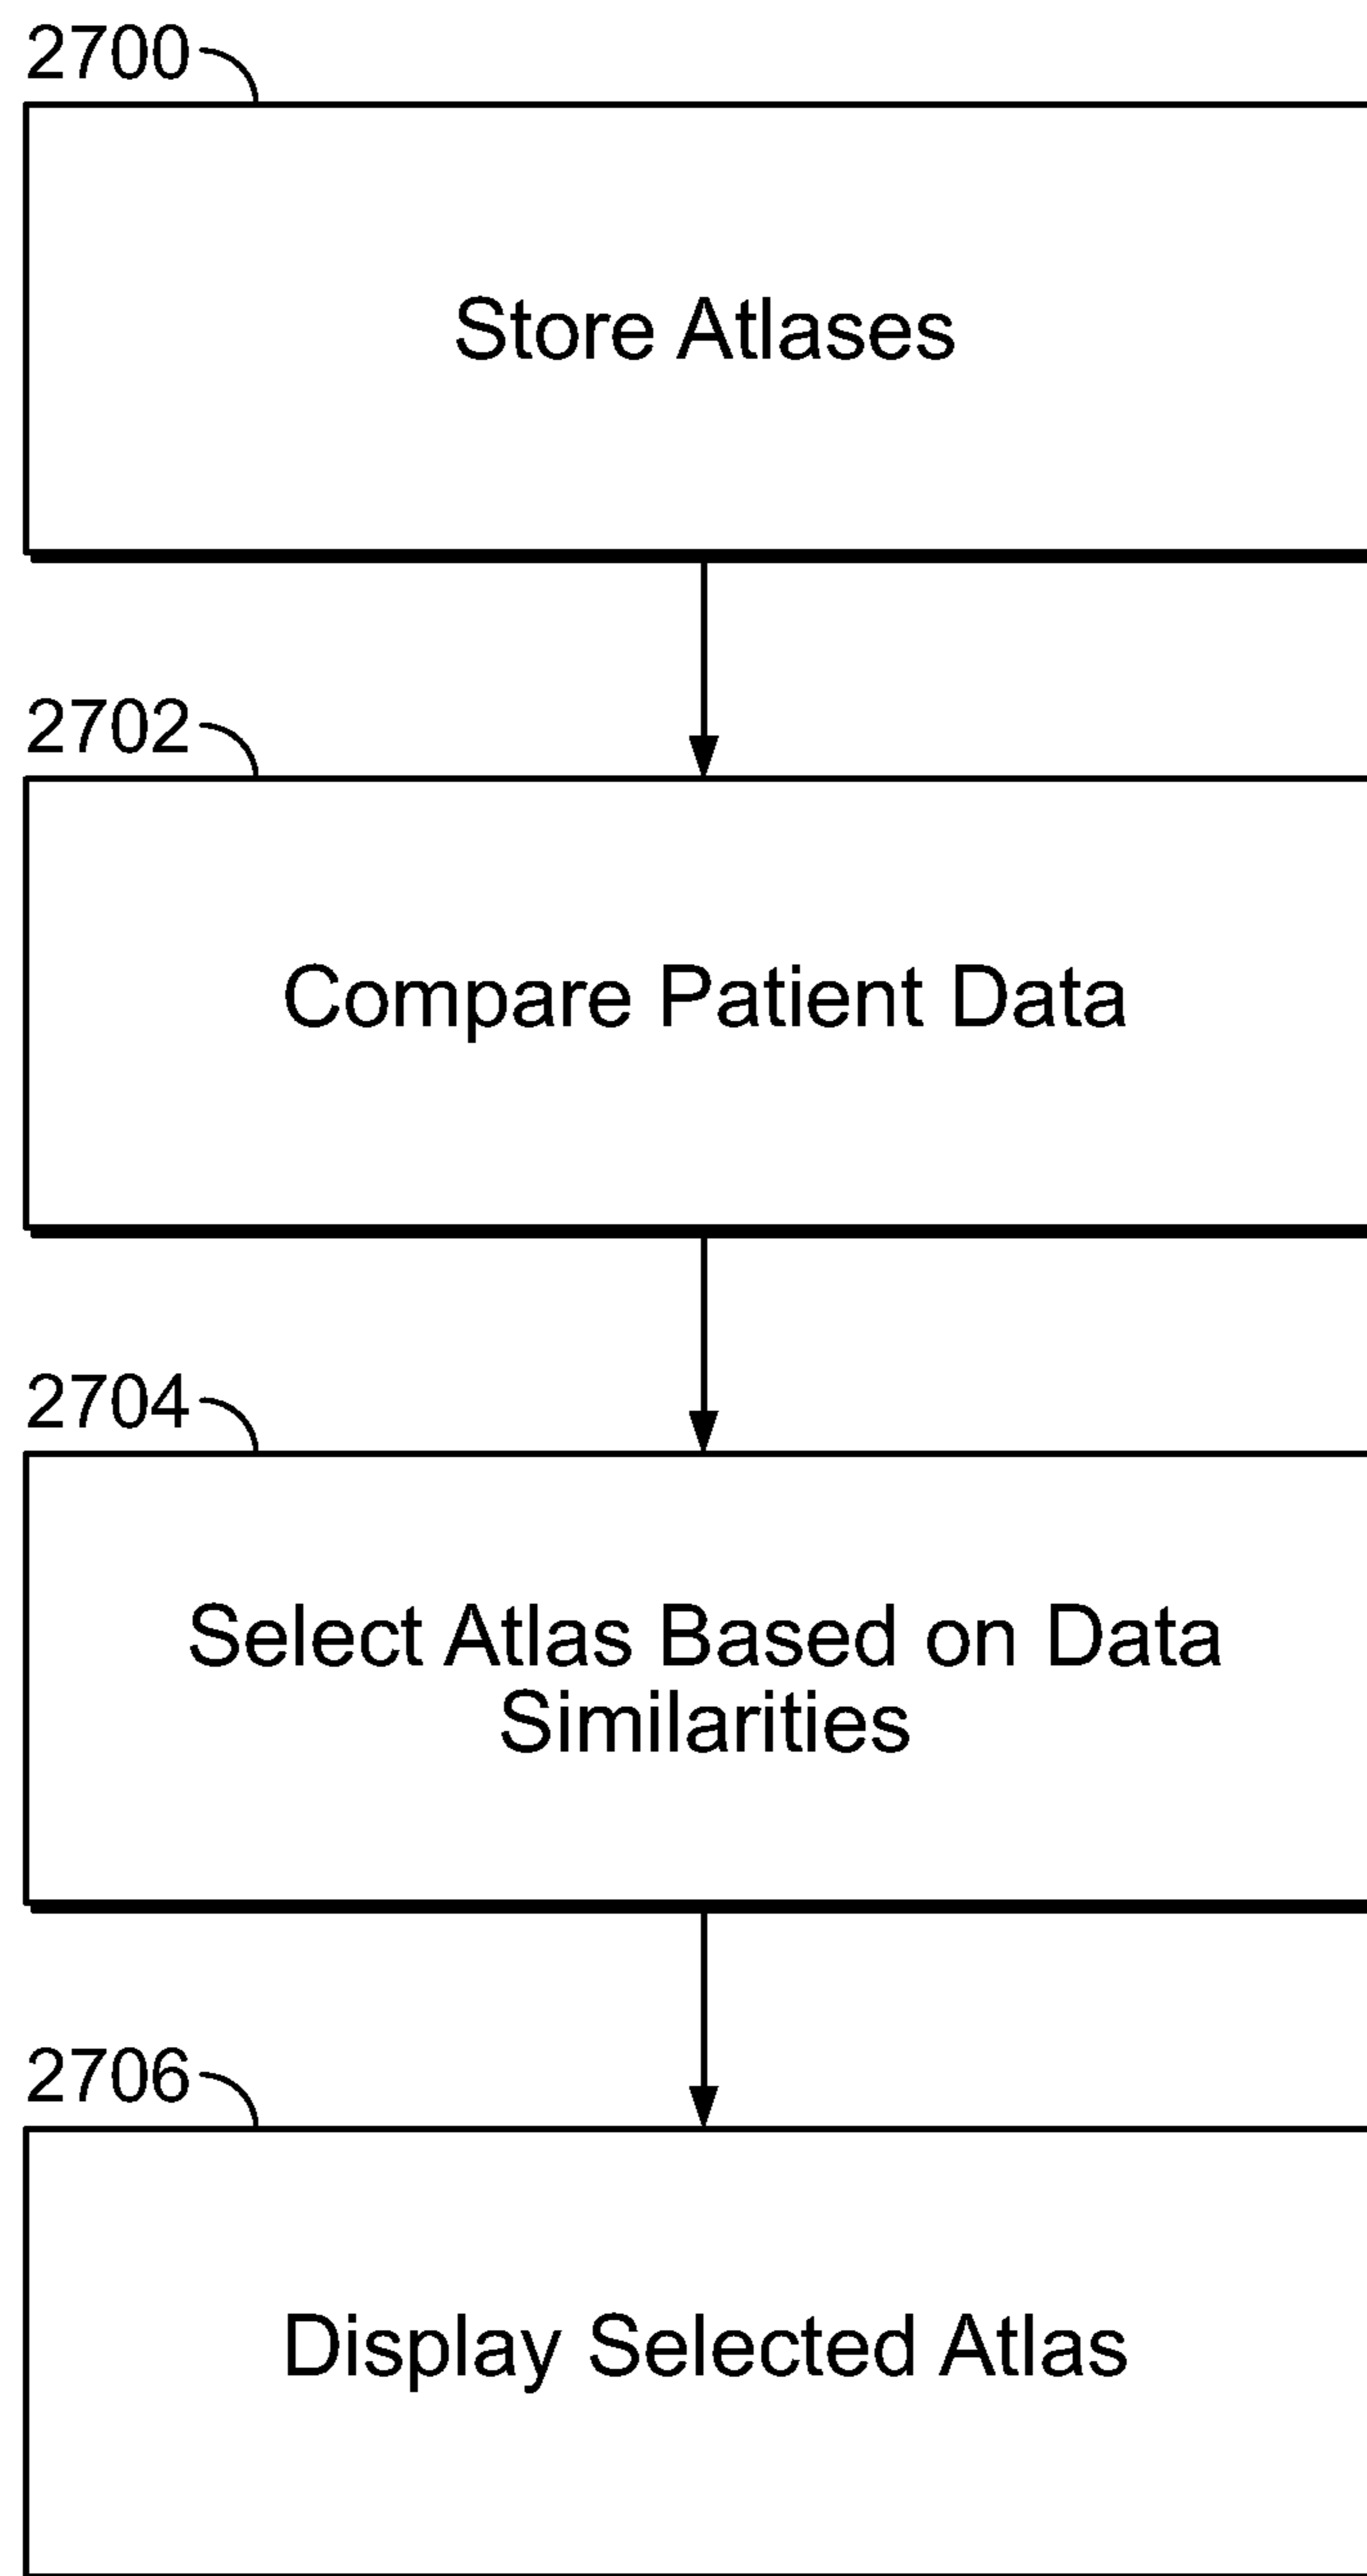 2700
Store Atlases
2702
Compare Patient Data
2704
Select Atlas Based on Data
Similarities
2706
Display Selected Atlas